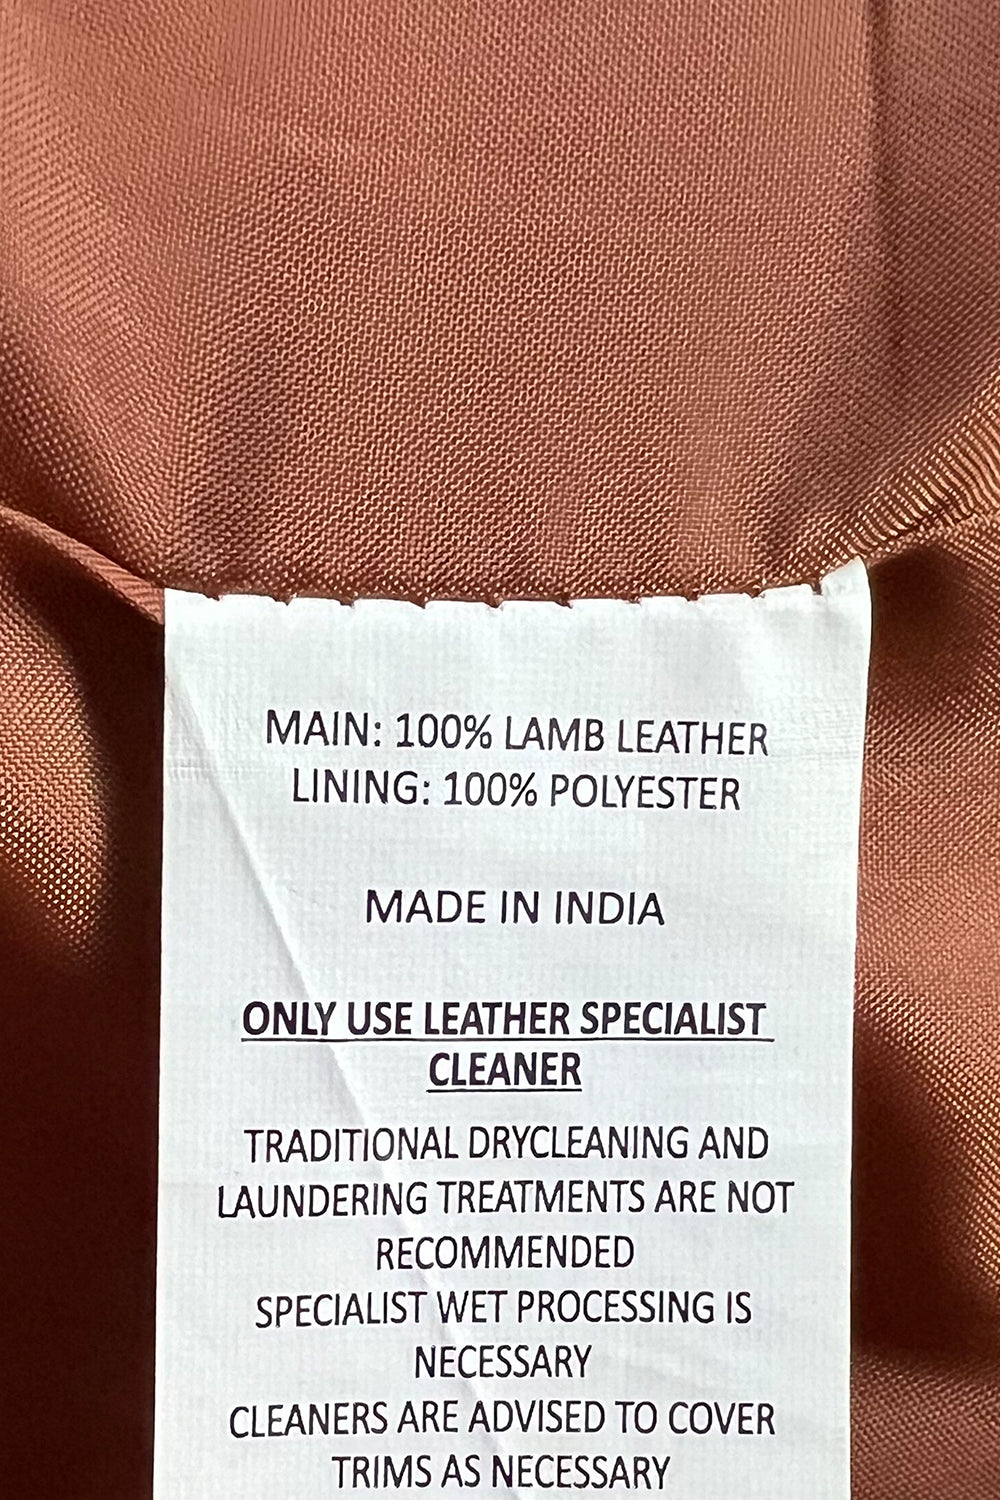 MAIN: 100% LAMB LEATHER
LINING: 100% POLYESTER
MADE IN INDIA
ONLY USE LEATHER SPECIALIST
CLEANER
TRADITIONAL DRYCLEANING AND
LAUNDERING TREATMENTS ARE NOT
RECOMMENDED
SPECIALIST WET PROCESSING IS
NECESSARY
CLEANERS ARE ADVISED TO COVER
TRIMS AS NECESSARY